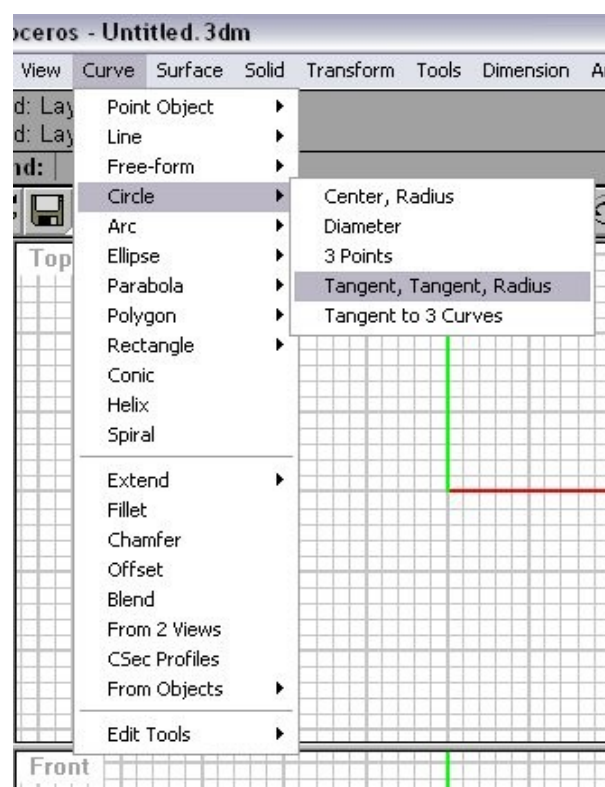 oceros - Untitled.3dm
View Curve Surface Solid Transform Tools Dimension
d: Lay
d: Lay
nd:
Point Object
Line
Free-form
Circle
Arc
Ellipse
Parabola
Polygon
Rectangle
Conic
Helix
Spiral
Extend
Fillet
Chamfer
Offset
Blend
From 2 Views
CSec Profiles
From Objects
Edit Tools
Center, Radius
Diameter
3 Points
Tangent, Tangent, Radius
Tangent to 3 Curves
Top
Front